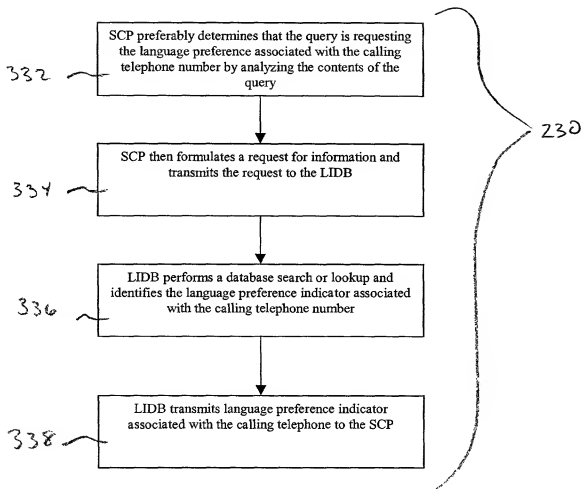 SCP preferably determines that the query is requesting
the language preference associated with the calling
telephone number by analyzing the contents of the
query
332
230
SCP then formulates a request for information and
transmits the request to the LIDB
334
LIDB performs a database search or lookup and
identifies the language preference indicator associated
with the calling telephone number
336
LIDB transmits language preference indicator
associated with the calling telephone to the SCP
338